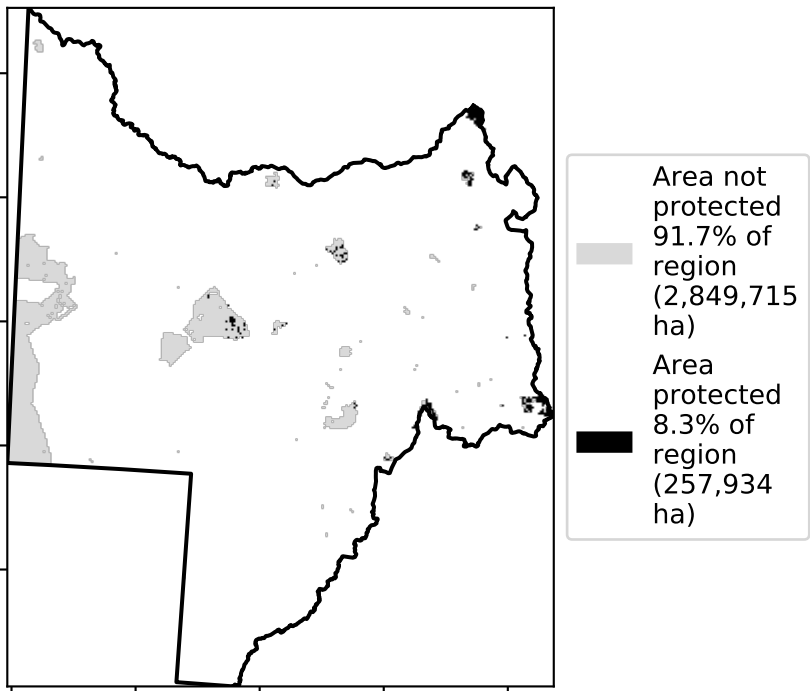 Area not
protected
91.7% of
region
(2,849,715
ha)
Area
protected
8.3% of
region
(257,934
ha)